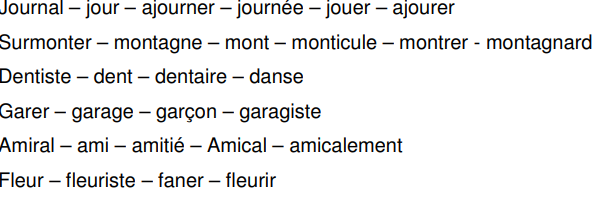 Journal – jour – ajourner – journée – jouer – ajourer
Surmonter – montagne – mont – monticule – montrer - montagnard
Dentiste – dent – dentaire – danse
Garer – garage – garçon – garagiste
Amiral – ami – amitié – Amical – amicalement
Fleur – fleuriste – faner – fleurir